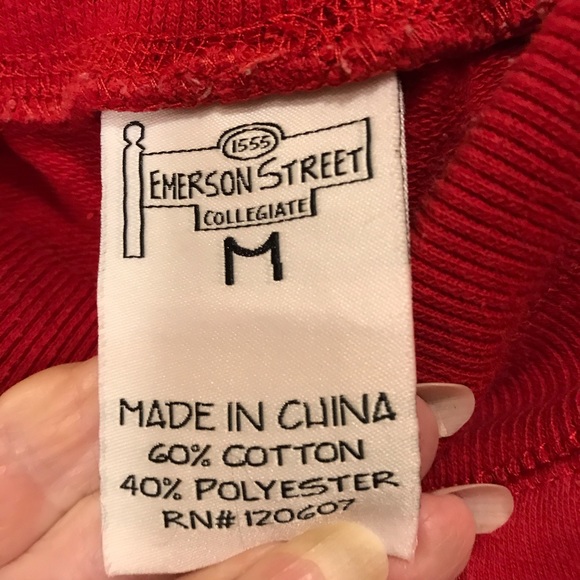 1555
EMERSON STREET
COLLEGIATE
M
MADE IN CHINA
60% COTTON
40% POLYESTER
RN# 120607